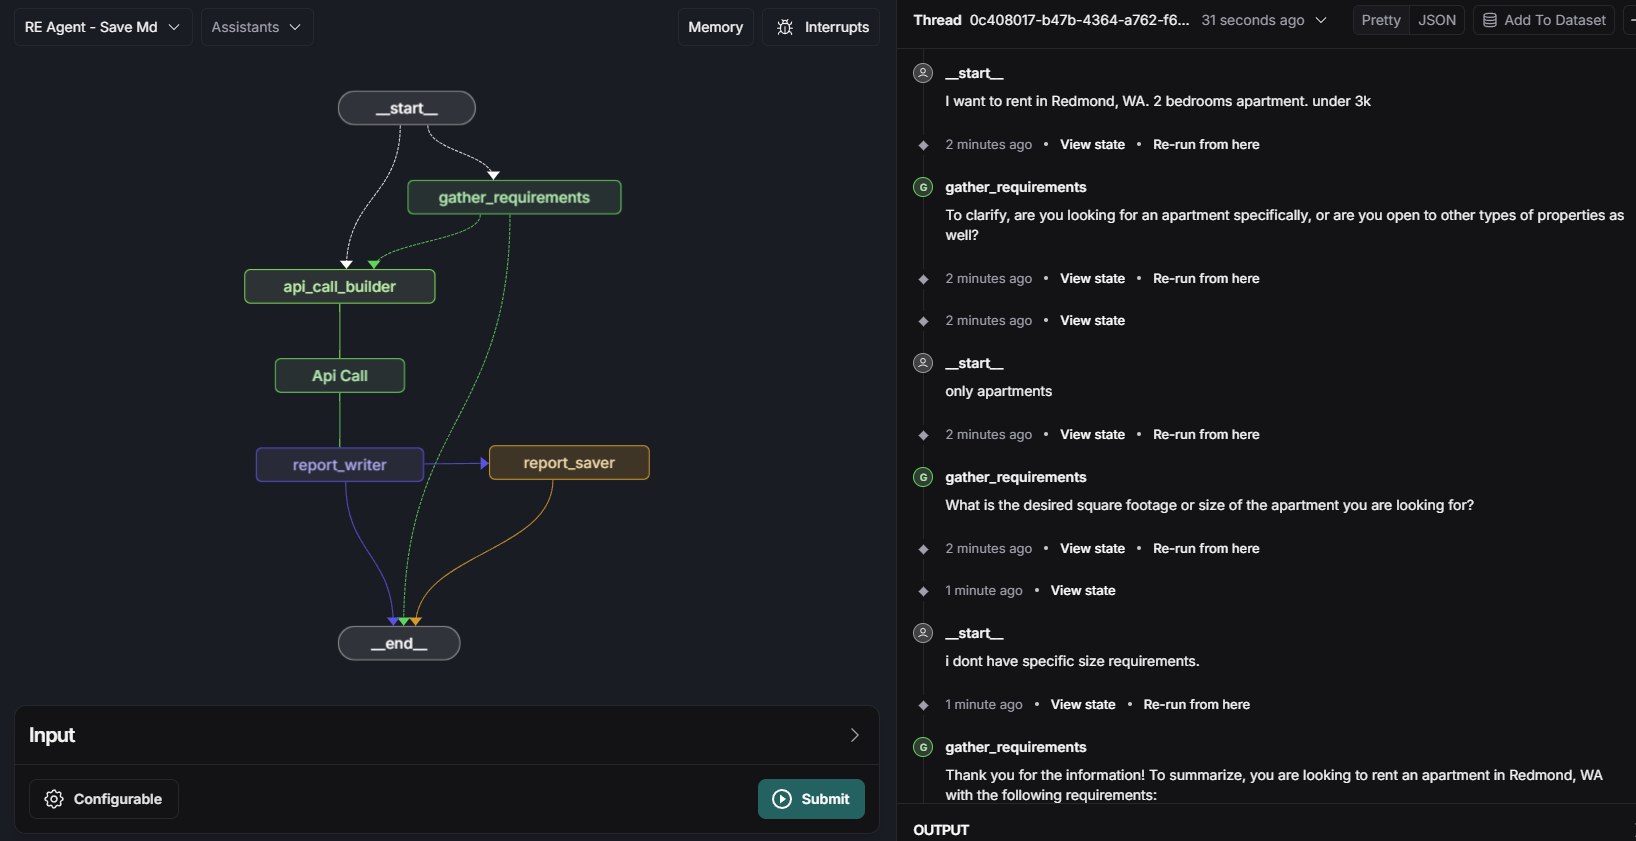 RE Agent - Save Md
Assistants
Memory
Interrupts
__start__
gather_requirements
api_call_builder
Api Call
report_writer
report_saver
__end__
Input
Configurable
Submit
Thread 0c408017-b47b-4364-a762-f6... 31 seconds ago
Pretty JSON
Add To Dataset
__start__
I want to rent in Redmond, WA. 2 bedrooms apartment. under 3k
2 minutes ago • View state • Re-run from here
G gather_requirements
To clarify, are you looking for an apartment specifically, or are you open to other types of properties as
well?
2 minutes ago • View state • Re-run from here
2 minutes ago • View state
__start__
only apartments
2 minutes ago • View state • Re-run from here
G gather_requirements
What is the desired square footage or size of the apartment you are looking for?
2 minutes ago • View state • Re-run from here
1 minute ago • View state
__start__
i dont have specific size requirements.
1 minute ago • View state • Re-run from here
G gather_requirements
Thank you for the information! To summarize, you are looking to rent an apartment in Redmond, WA
with the following requirements:
OUTPUT